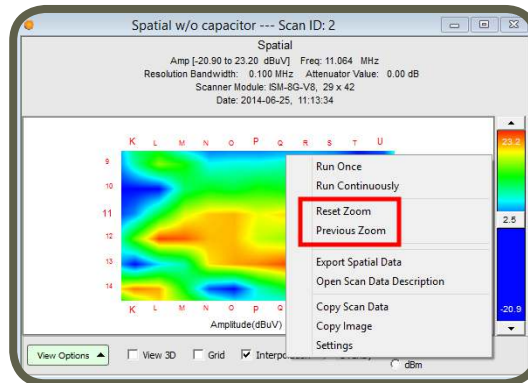 Spatial w/o capacitor --- Scan ID: 2
Spatial
Amp [-20.90 to 23.20 dBuV] Freq: 11.064 MHz
Resolution Bandwidth: 0.100 MHz Attenuator Value: 0.00 dB
Scanner Module: ISM-8G-V8, 29 x 42
Date: 2014-06-25, 11:13:34
K L M N O P Q R S T U
9
10
11
12
13
14
K L M N O P
Amplitude(dBuV)
Run Once
Run Continuously
Reset Zoom
Previous Zoom
Export Spatial Data
Open Scan Data Description
Copy Scan Data
Copy Image
Settings
23.2
2.5
-20.9
View Options
View 3D
Grid
dBm